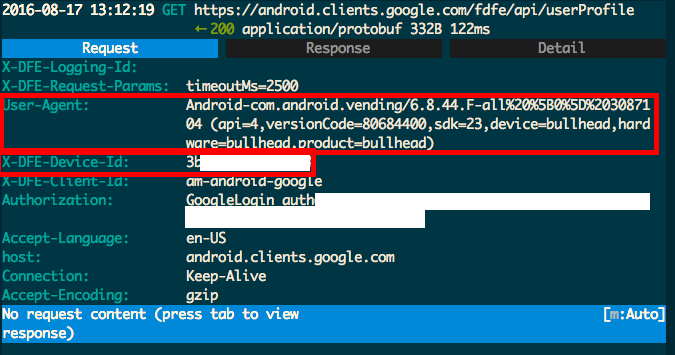 2016-08-17 13:12:19 GET https://android.clients.google.com/fdfe/api/userProfile
← 200 application/protobuf 332B 122ms
Request Response Detail
X-DFE-Logging-Id:
X-DFE-Request-Params: timeoutMs=2500
User-Agent: Android-com.android.vending/6.8.44.F-all%20%5B0%5D%2030871
04 (api=4,versionCode=80684400,sdk=23,device=bullhead,hard
ware=bullhead,product=bullhead)
X-DFE-Device-Id: 3b
X-DFE-Client-Id: am-android-google
Authorization: GoogleLogin auth
Accept-Language: en-US
host: android.clients.google.com
Connection: Keep-Alive
Accept-Encoding: gzip
No request content (press tab to view [m:Auto]
response)